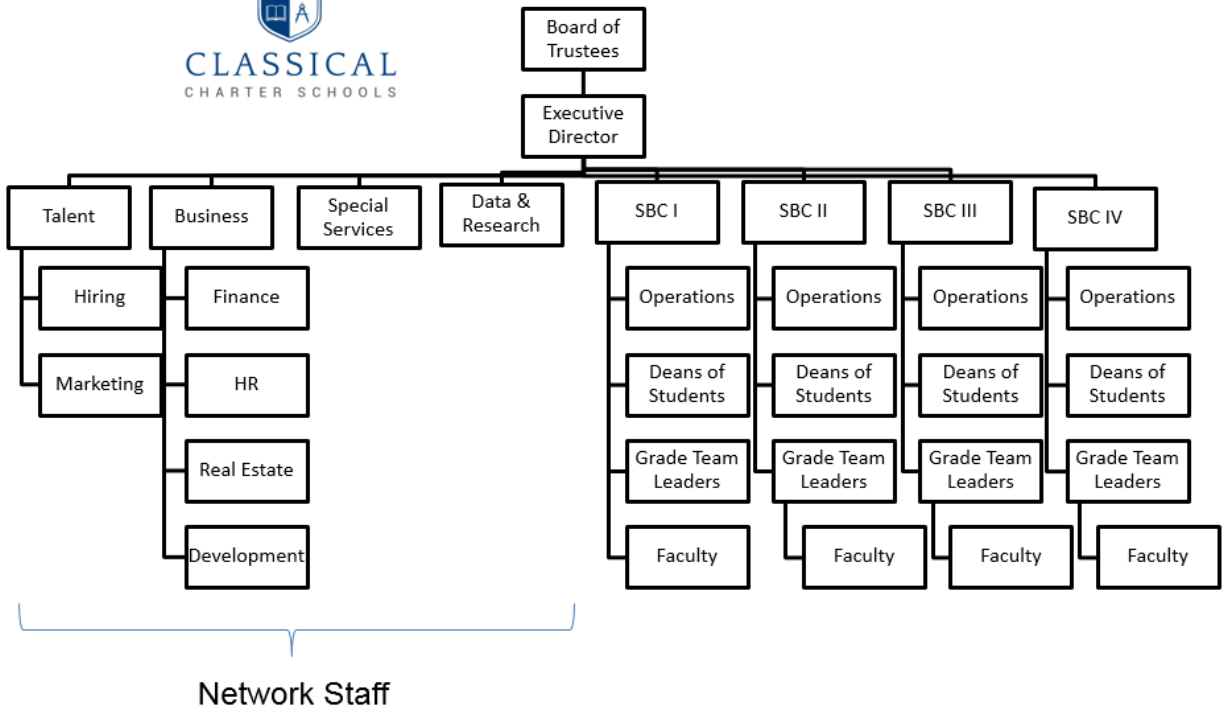 CLASSICAL
CHARTER SCHOOLS
Board of
Trustees
Executive
Director
Talent
Business
Special
Services
Data &
Research
SBC I
SBC II
SBC III
SBC IV
Hiring
Finance
Operations
Operations
Operations
Operations
Marketing
HR
Deans of
Students
Deans of
Students
Deans of
Students
Deans of
Students
Real Estate
Grade Team
Leaders
Grade Team
Leaders
Grade Team
Leaders
Grade Team
Leaders
Development
Faculty
Faculty
Faculty
Faculty
Network Staff